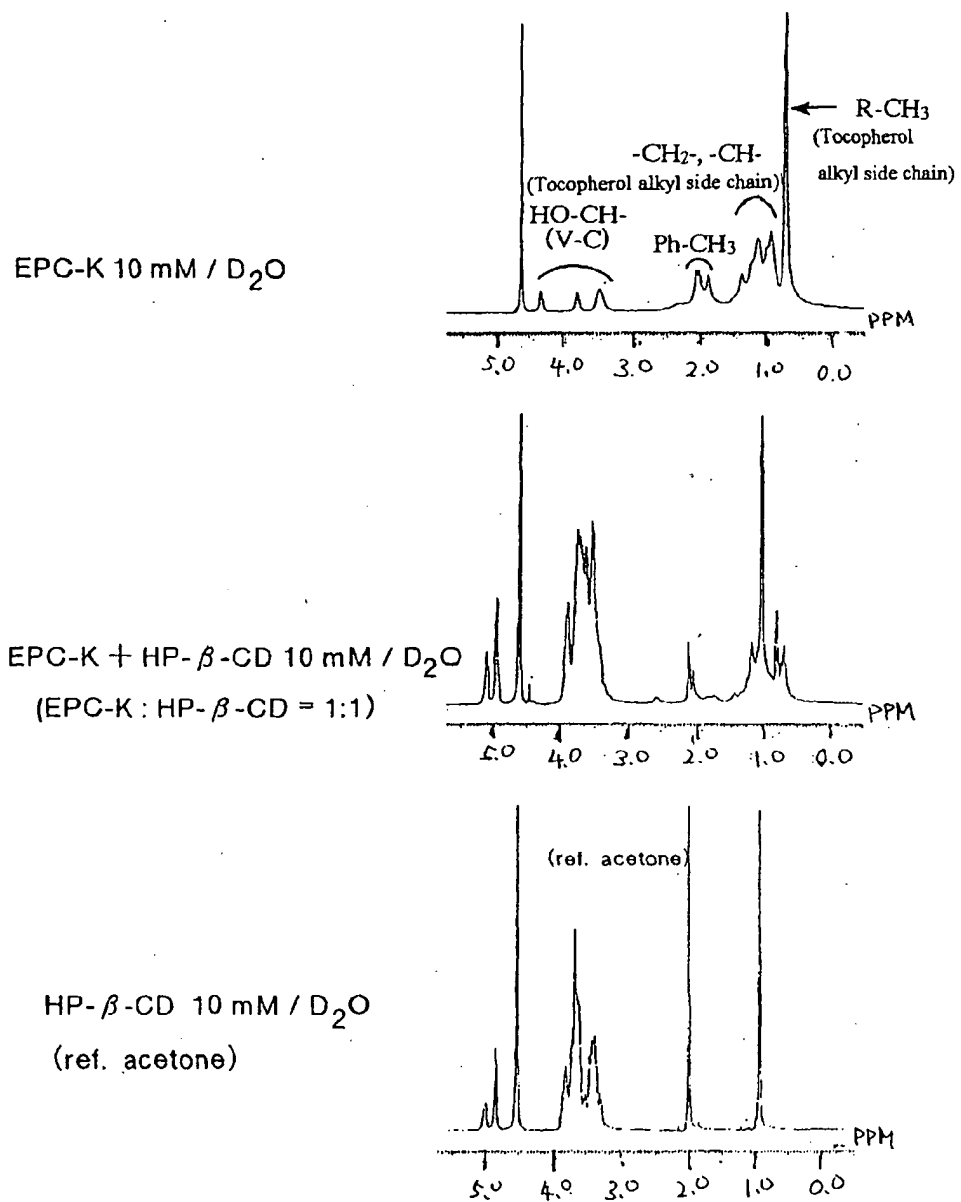 R-CH₃
(Tocopherol
alkyl side chain)
-CH₂-, -CH-
(Tocopherol alkyl side chain)
HO-CH-
(V-C)
Ph-CH₃
EPC-K 10 mM / D₂O
PPM
5.0 4.0 3.0 2.0 1.0 0.0
EPC-K + HP-β-CD 10 mM / D₂O
(EPC-K : HP-β-CD = 1:1)
PPM
5.0 4.0 3.0 2.0 1.0 0.0
(ref. acetone)
HP-β-CD 10 mM / D₂O
(ref. acetone)
PPM
5.0 4.0 3.0 2.0 1.0 0.0